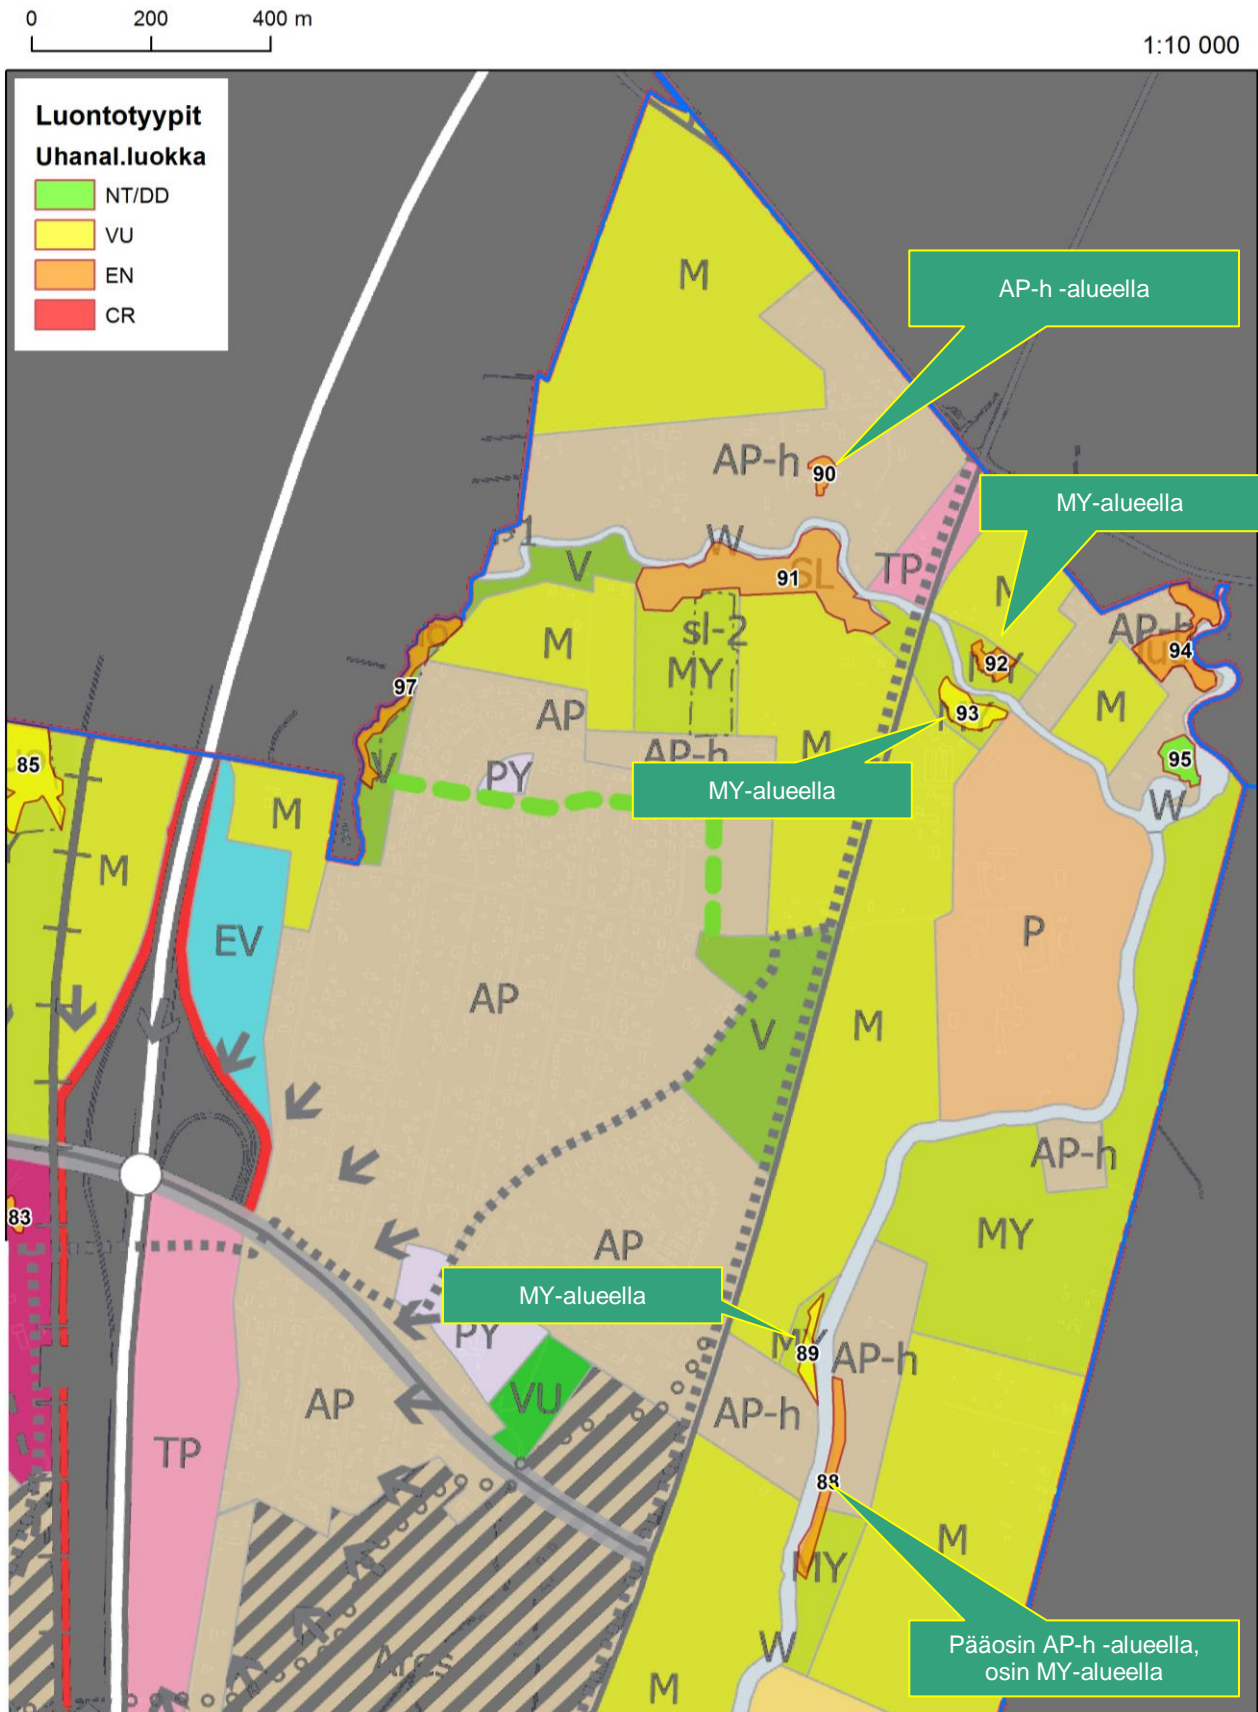 0 200 400 m
1:10 000
Luontotyypit
Uhanal.luokka
NT/DD
VU
EN
CR
M
AP-h -alueella
AP-h
90
MY-alueella
W
V
91
SL
TP
M
sl-2
MY
M
AP-h
94
92
MY
97
93
M
AP
M
AP-h
PY
MY-alueella
95
W
85
V
M
M
EV
P
AP
M
V
AP-h
83
MY
AP
MY-alueella
PY
MY
89
AP-h
VU
AP
AP-h
TP
88
M
MY
Pääosin AP-h -alueella,
osin MY-alueella
W
Ares
M